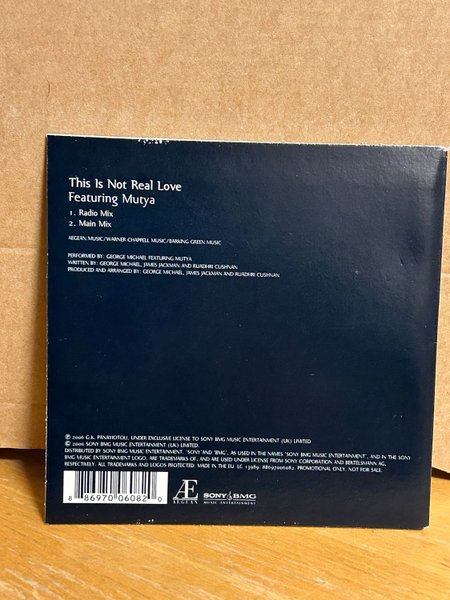 This Is Not Real Love
Featuring Mutya
1. Radio Mix
2. Main Mix
AEGEAN MUSIC/WARNER CHAPPELL MUSIC/BARKING GREEN MUSIC
PERFORMED BY: GEORGE MICHAEL FEATURING MUTYA
WRITTEN BY: GEORGE MICHAEL, JAMES JACKMAN AND RUADHRI CUSHNAN
PRODUCED AND ARRANGED BY: GEORGE MICHAEL, JAMES JACKMAN AND RUADHRI CUSHNAN
℗ 2006 G.K. PANAYIOTOU, UNDER EXCLUSIVE LICENSE TO SONY BMG MUSIC ENTERTAINMENT (UK) LIMITED
© 2006 SONY BMG MUSIC ENTERTAINMENT (UK) LIMITED.
DISTRIBUTED BY SONY BMG MUSIC ENTERTAINMENT. "SONY" AND "BMG", AS USED IN THE NAMES "SONY BMG MUSIC ENTERTAINMENT", AND IN THE SONY
BMG MUSIC ENTERTAINMENT LOGO, ARE TRADEMARKS OF, AND ARE USED UNDER LICENSE FROM SONY CORPORATION AND BERTELSMANN AG,
RESPECTIVELY. ALL TRADEMARKS AND LOGOS PROTECTED. MADE IN THE EU. LC 13989. 88697006082. PROMOTIONAL ONLY. NOT FOR SALE.
8 86970 06082 0
Æ
AEGEAN
SONY BMG
MUSIC ENTERTAINMENT